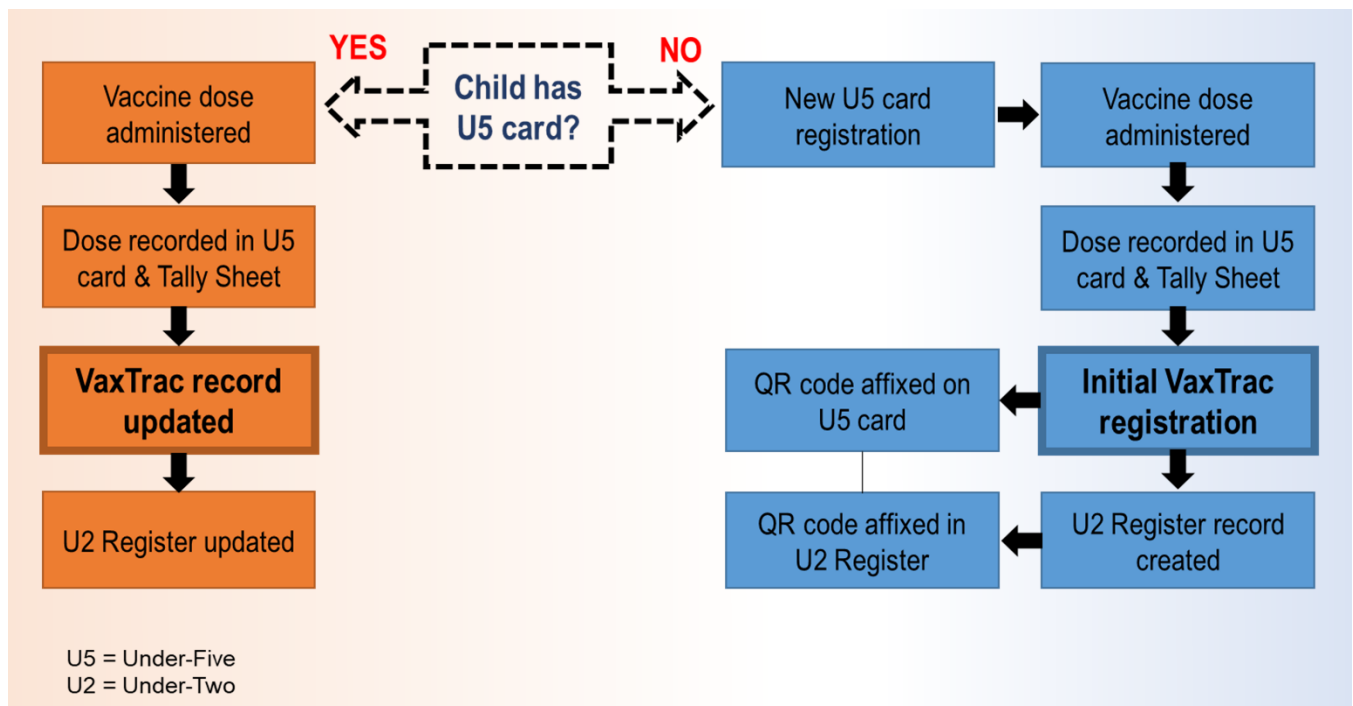 YES
Child has
U5 card?
NO
Vaccine dose
administered
Dose recorded in U5
card & Tally Sheet
VaxTrac record
updated
U2 Register updated
New U5 card
registration
Vaccine dose
administered
Dose recorded in U5
card & Tally Sheet
Initial VaxTrac
registration
QR code affixed on
U5 card
U2 Register record
created
QR code affixed in
U2 Register
U5 = Under-Five
U2 = Under-Two